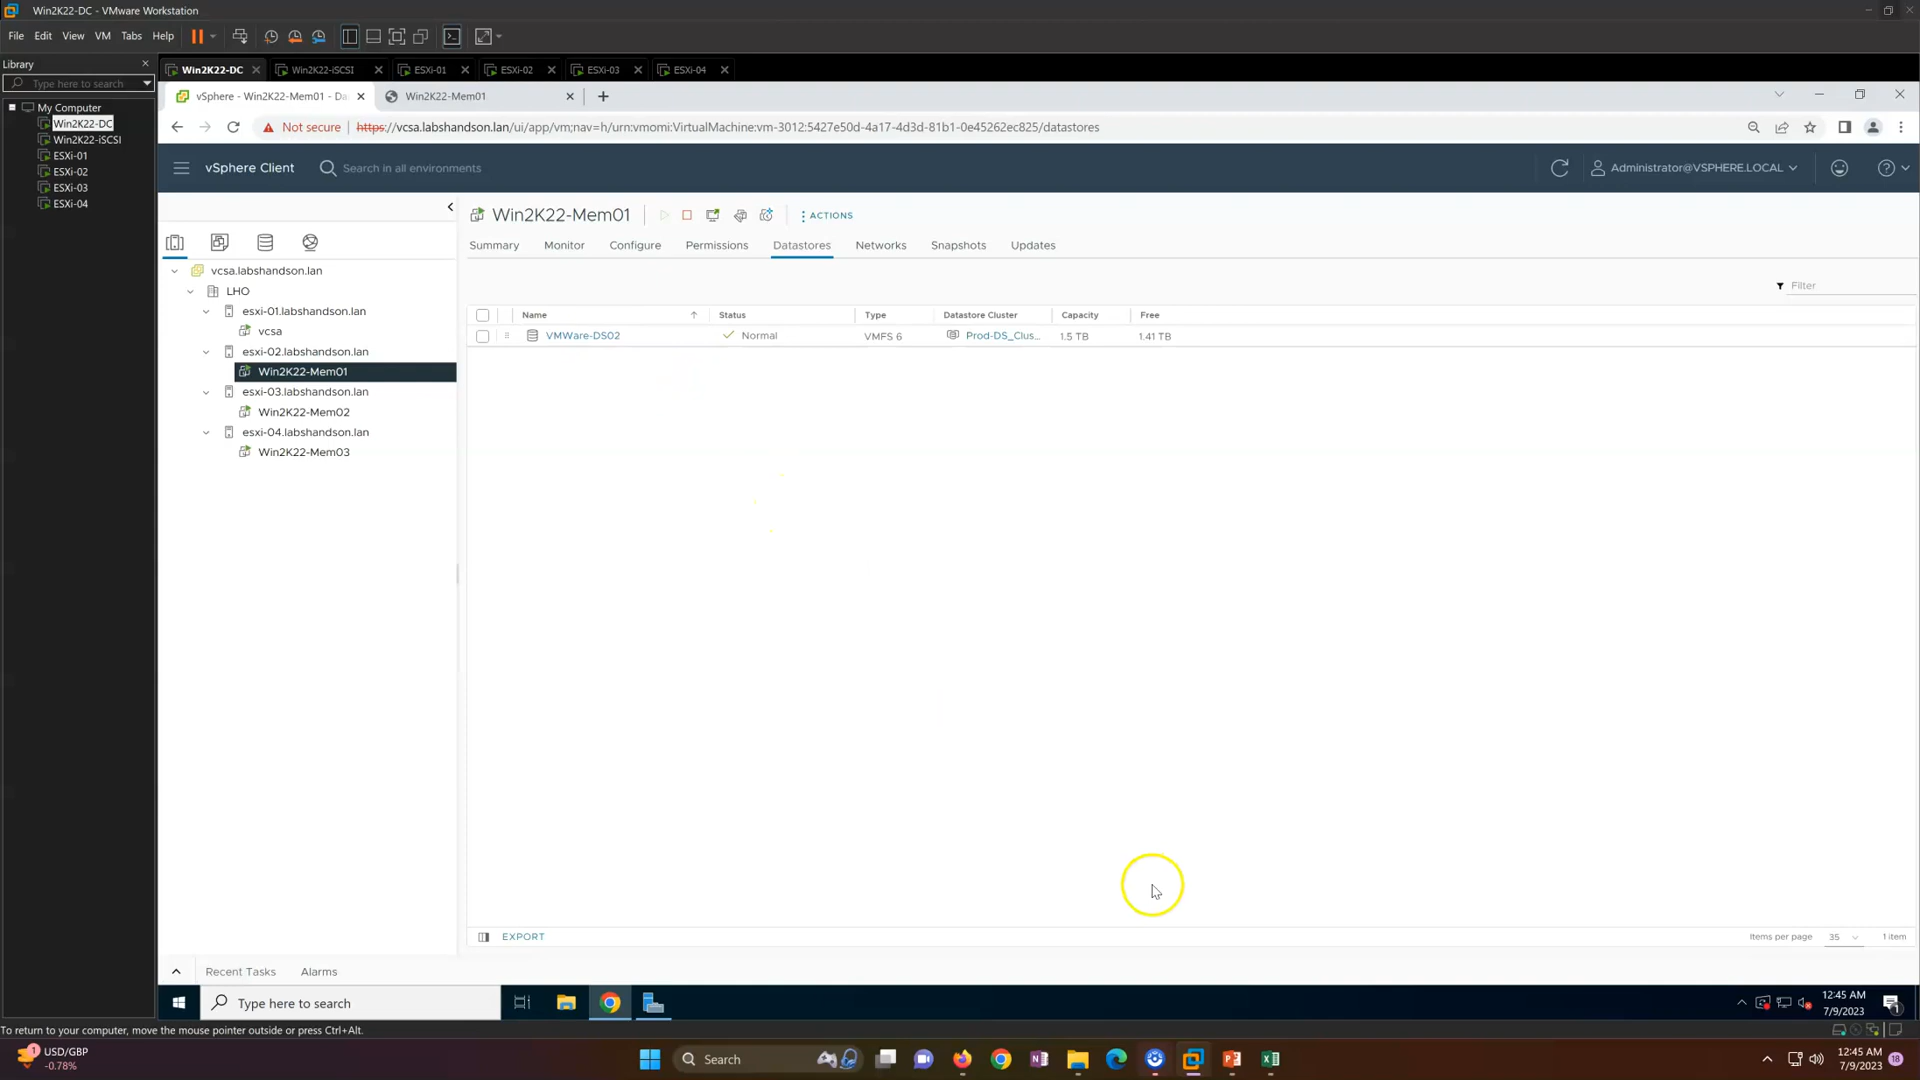 Win2K22-DC - VMware Workstation
File Edit View VM Tabs Help
Library
Type here to search
My Computer
Win2K22-DC
Win2K22-iSCSI
ESXi-01
ESXi-02
ESXi-03
ESXi-04
Win2K22-DC Win2K22-iSCSI ESXi-01 ESXi-02 ESXi-03 ESXi-04
vSphere - Win2K22-Mem01 - Da Win2K22-Mem01
Not secure https://vcsa.labshandson.lan/ui/app/vm;nav=h/urn:vmomi:VirtualMachine:vm-3012:5427e50d-4a17-4d3d-81b1-0e45262ec825/datastores
vSphere Client Search in all environments Administrator@VSPHERE.LOCAL
vcsa.labshandson.lan
LHO
esxi-01.labshandson.lan
vcsa
esxi-02.labshandson.lan
Win2K22-Mem01
esxi-03.labshandson.lan
Win2K22-Mem02
esxi-04.labshandson.lan
Win2K22-Mem03
Win2K22-Mem01 ACTIONS
Summary Monitor Configure Permissions Datastores Networks Snapshots Updates
Filter
Name Status Type Datastore Cluster Capacity Free
VMWare-DS02 Normal VMFS 6 Prod-DS_Clus... 1.5 TB 1.41 TB
EXPORT Items per page 35 1 item
Recent Tasks Alarms
Type here to search
12:45 AM
7/9/2023
1
To return to your computer, move the mouse pointer outside or press Ctrl+Alt.
1
USD/GBP
-0.78%
Search
12:45 AM
7/9/2023
18